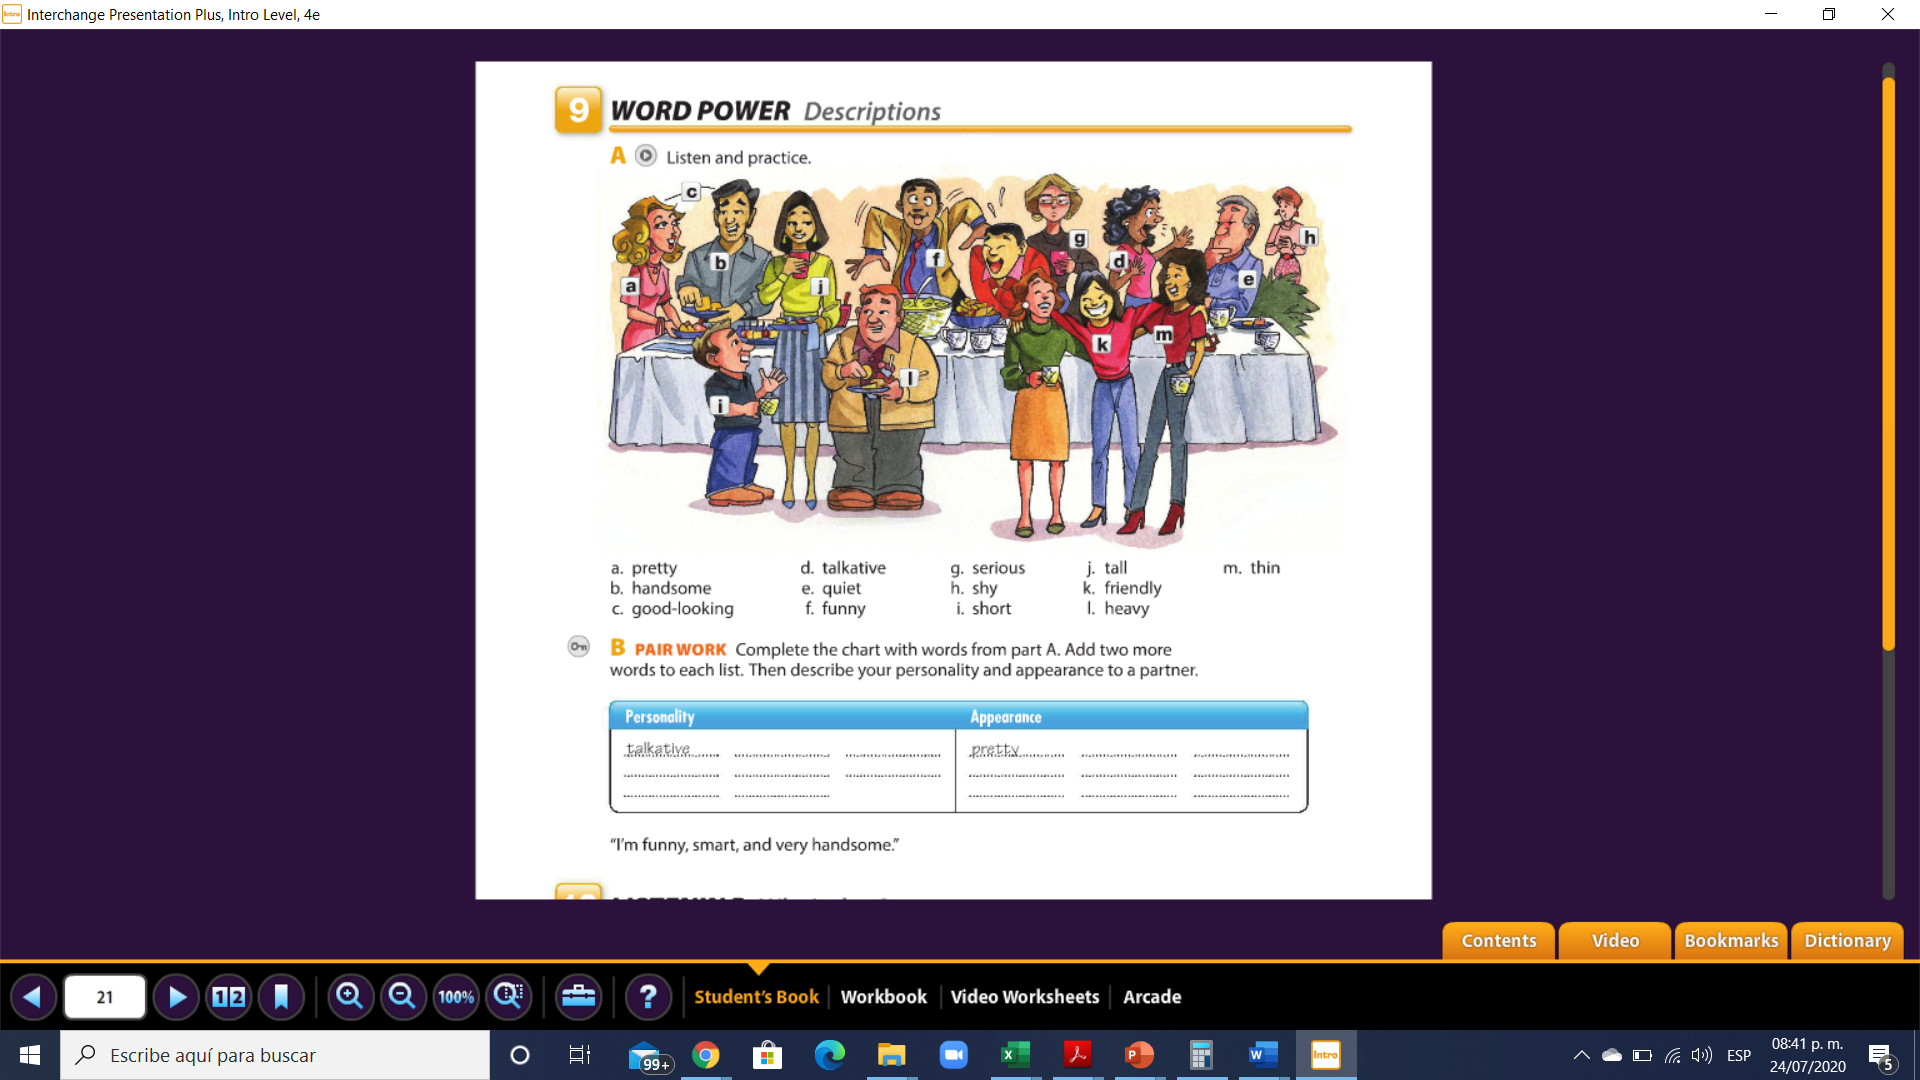 Intro
Interchange Presentation Plus, Intro Level, 4e
9 WORD POWER Descriptions
A Listen and practice.
c
h
g
b
f
d
a
j
e
m
k
l
i
a. pretty d. talkative g. serious j. tall m. thin
b. handsome e. quiet h. shy k. friendly
c. good-looking f. funny i. short l. heavy
B PAIR WORK Complete the chart with words from part A. Add two more
words to each list. Then describe your personality and appearance to a partner.
Personality Appearance
talkative pretty
“I’m funny, smart, and very handsome.”
Contents Video Bookmarks Dictionary
21 12 100% ? Student’s Book Workbook Video Worksheets Arcade
Escribe aquí para buscar
99+
Intro
ESP
08:41 p. m.
24/07/2020
5